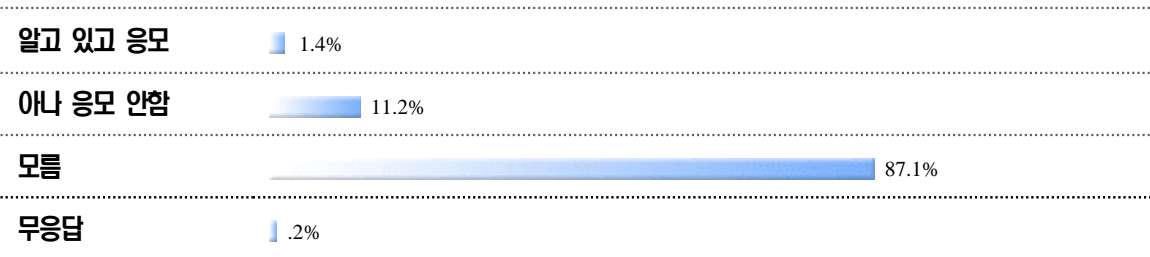 알고 있고 응모 1.4%
아나 응모 안함 11.2%
모름 87.1%
무응답 .2%